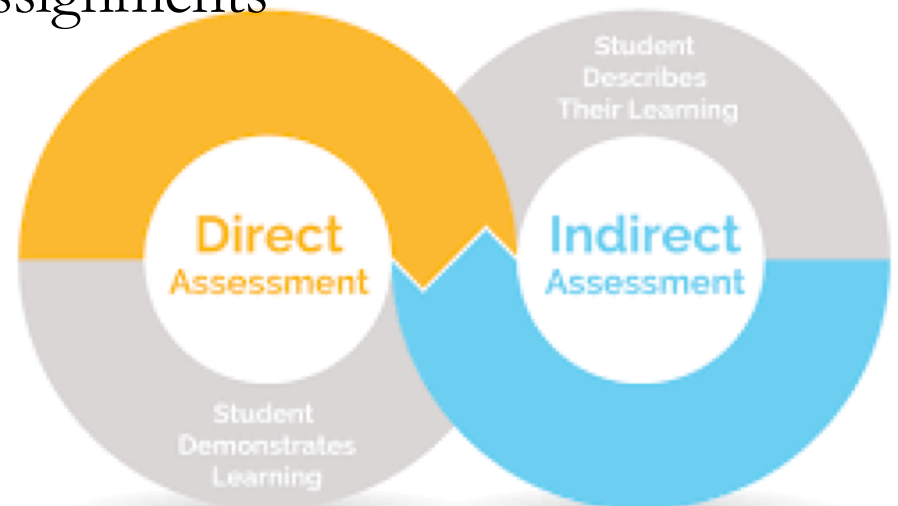 Direct
Assessment
Student
Demonstrates
Learning
Student
Describes
Their Learning
Indirect
Assessment